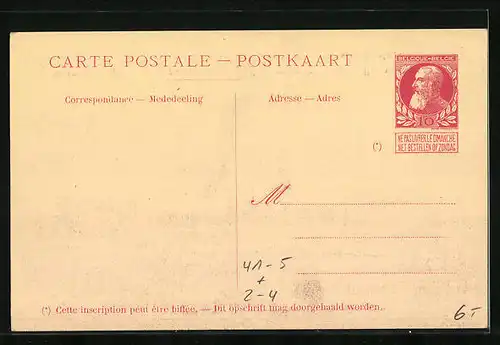 CARTE POSTALE — POSTKAART
BELGIQUE-BELGIË
10
Correspondance — Mededeeling
Adresse — Adres
(*)
NE PAS LIVRER LE DIMANCHE
NIET BESTELLEN OP ZONDAG
M
41-5
+
2-4
(*) Cette inscription peut être biffée. — Dit opschrift mag doorgehaald worden.
6.-